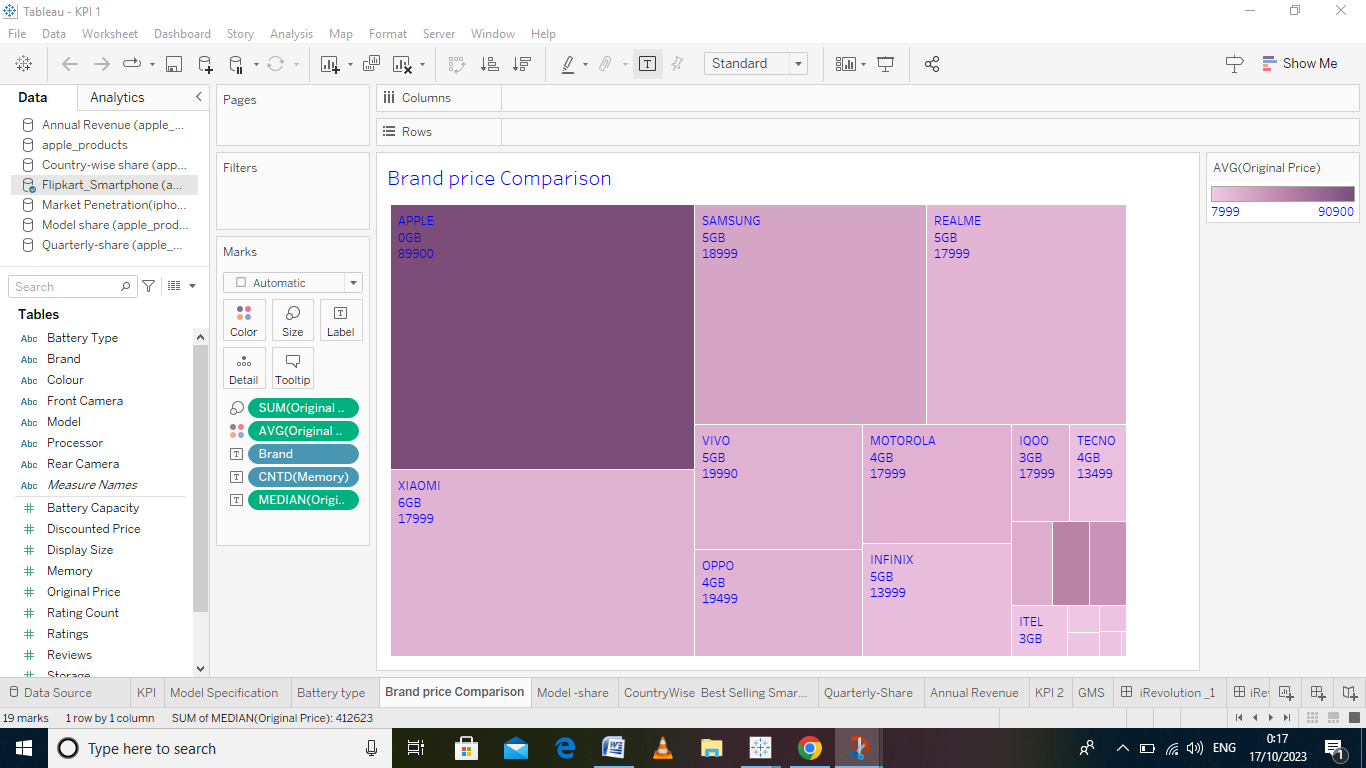 Tableau - KPI 1
File Data Worksheet Dashboard Story Analysis Map Format Server Window Help
Standard
Show Me
Data Analytics
Annual Revenue (apple_...
apple_products
Country-wise share (app...
Flipkart_Smartphone (a...
Market Penetration(ipho...
Model share (apple_prod...
Quarterly-share (apple_...
Search
Tables
Abc Battery Type
Abc Brand
Abc Colour
Abc Front Camera
Abc Model
Abc Processor
Abc Rear Camera
Abc Measure Names
Battery Capacity
Discounted Price
Display Size
Memory
Original Price
Rating Count
Ratings
Reviews
Storage
Pages
Filters
Marks
Automatic
Color Size Label
Detail Tooltip
SUM(Original ..
AVG(Original ..
Brand
CNTD(Memory)
MEDIAN(Origi..
Columns
Rows
Brand price Comparison
APPLE
0GB
89900
SAMSUNG
5GB
18999
REALME
5GB
17999
XIAOMI
6GB
17999
VIVO
5GB
19990
MOTOROLA
4GB
17999
IQOO
3GB
17999
TECNO
4GB
13499
OPPO
4GB
19499
INFINIX
5GB
13999
ITEL
3GB
AVG(Original Price)
7999 90900
Data Source KPI Model Specification Battery type Brand price Comparison Model -share CountryWise Best Selling Smar... Quarterly-Share Annual Revenue KPI 2 GMS iRevolution _1 iRe
19 marks 1 row by 1 column SUM of MEDIAN(Original Price): 412623
Type here to search
ENG
0:17
17/10/2023
1